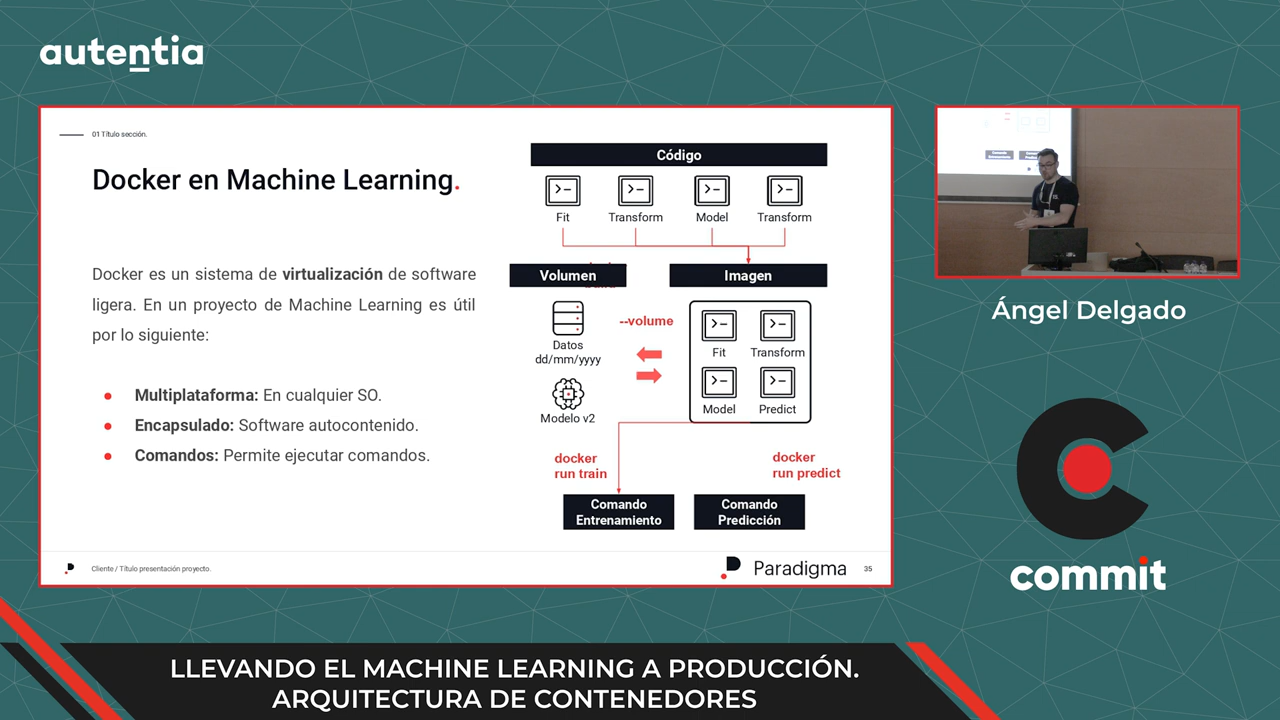 autentia
01 Título sección.
Docker en Machine Learning.
Docker es un sistema de virtualización de software
ligera. En un proyecto de Machine Learning es útil
por lo siguiente:
Multiplataforma: En cualquier SO.
Encapsulado: Software autocontenido.
Comandos: Permite ejecutar comandos.
Código
Fit
Transform
Model
Transform
Volumen
Imagen
Datos
dd/mm/yyyy
Modelo v2
--volume
Fit
Transform
Model
Predict
docker
run train
docker
run predict
Comando
Entrenamiento
Comando
Predicción
Cliente / Título presentación proyecto.
Paradigma
35
Ángel Delgado
commit
LLEVANDO EL MACHINE LEARNING A PRODUCCIÓN.
ARQUITECTURA DE CONTENEDORES